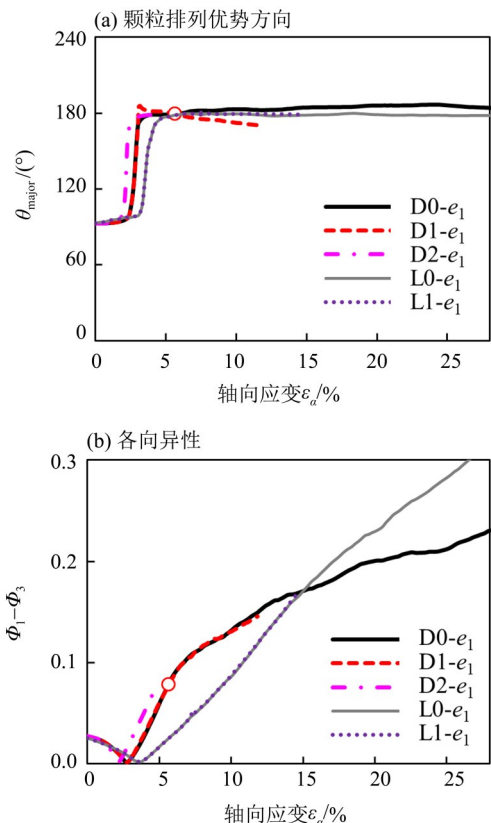 (a) 颗粒排列优势方向
240
180
120
60
0
θmajor/(°)
D0-e1
D1-e1
D2-e1
L0-e1
L1-e1
0 5 10 15 20 25
轴向应变εa/%
(b) 各向异性
0.3
0.2
0.1
0.0
Φ1−Φ3
D0-e1
D1-e1
D2-e1
L0-e1
L1-e1
0 5 10 15 20 25
轴向应变εa/%